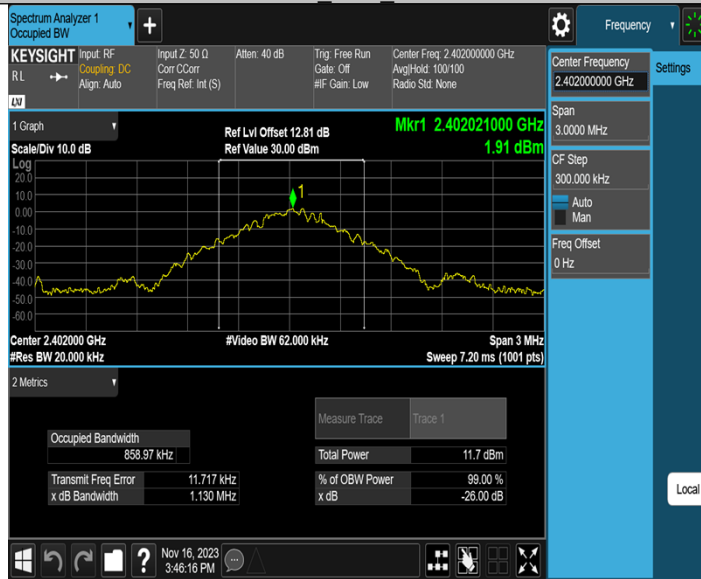 Spectrum Analyzer 1
Occupied BW
Frequency
KEYSIGHT
RL
LXI
Input: RF
Coupling: DC
Align: Auto
Input Z: 50 Ω
Corr CCorr
Freq Ref: Int (S)
Atten: 40 dB
Trig: Free Run
Gate: Off
#IF Gain: Low
Center Freq: 2.402000000 GHz
Avg|Hold: 100/100
Radio Std: None
Center Frequency
2.402000000 GHz
Settings
Span
3.0000 MHz
CF Step
300.000 kHz
Auto
Man
Freq Offset
0 Hz
Local
1 Graph
Scale/Div 10.0 dB
Ref Lvl Offset 12.81 dB
Ref Value 30.00 dBm
Mkr1 2.402021000 GHz
1.91 dBm
Log
20.0
10.0
0.00
-10.0
-20.0
-30.0
-40.0
-50.0
-60.0
1
Center 2.402000 GHz
#Res BW 20.000 kHz
#Video BW 62.000 kHz
Span 3 MHz
Sweep 7.20 ms (1001 pts)
2 Metrics
Measure Trace Trace 1
Occupied Bandwidth
858.97 kHz
Total Power 11.7 dBm
Transmit Freq Error 11.717 kHz
% of OBW Power 99.00 %
x dB Bandwidth 1.130 MHz
x dB -26.00 dB
?
Nov 16, 2023
3:46:16 PM